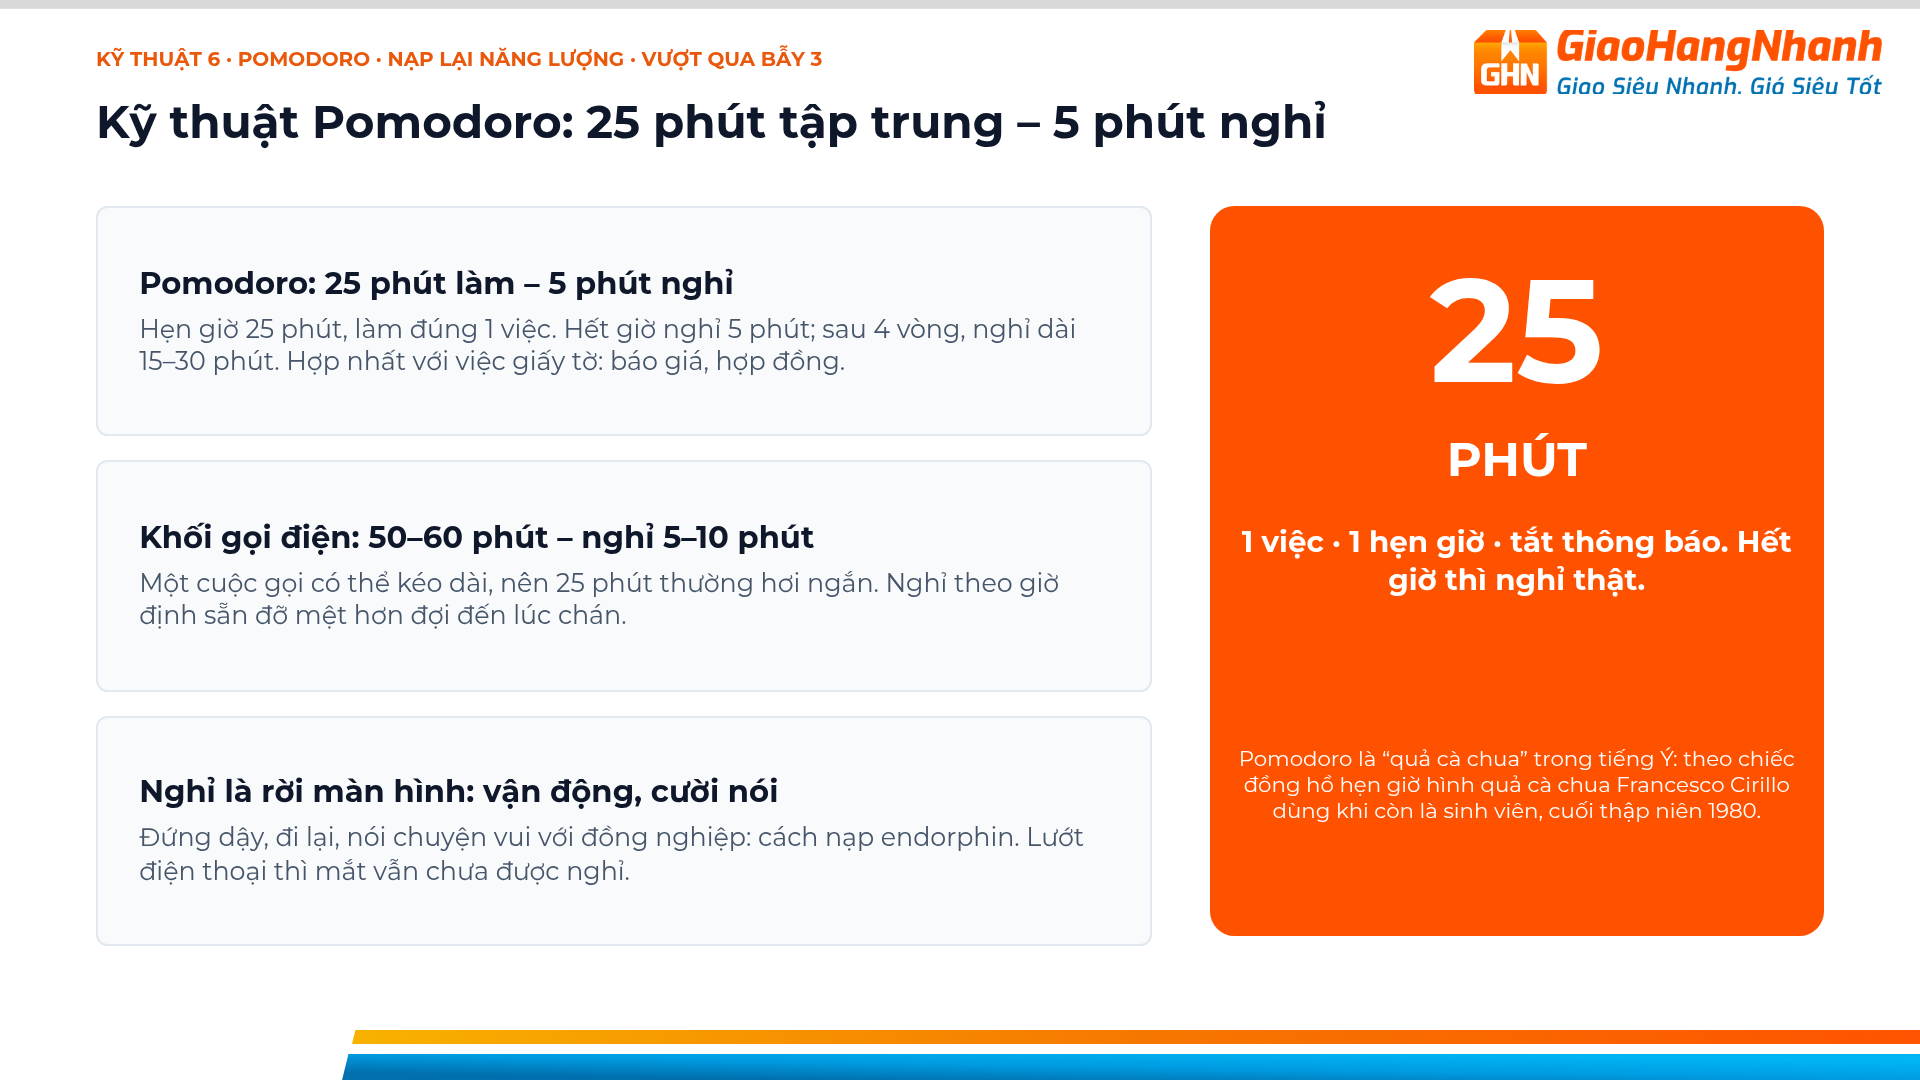 KỸ THUẬT 6 · POMODORO · NẠP LẠI NĂNG LƯỢNG · VƯỢT QUA BẪY 3
GHN
GiaoHangNhanh
Giao Siêu Nhanh. Giá Siêu Tốt
Kỹ thuật Pomodoro: 25 phút tập trung – 5 phút nghỉ
Pomodoro: 25 phút làm – 5 phút nghỉ
Hẹn giờ 25 phút, làm đúng 1 việc. Hết giờ nghỉ 5 phút; sau 4 vòng, nghỉ dài
15–30 phút. Hợp nhất với việc giấy tờ: báo giá, hợp đồng.
Khối gọi điện: 50–60 phút – nghỉ 5–10 phút
Một cuộc gọi có thể kéo dài, nên 25 phút thường hơi ngắn. Nghỉ theo giờ
định sẵn đỡ mệt hơn đợi đến lúc chán.
Nghỉ là rời màn hình: vận động, cười nói
Đứng dậy, đi lại, nói chuyện vui với đồng nghiệp: cách nạp endorphin. Lướt
điện thoại thì mắt vẫn chưa được nghỉ.
25
PHÚT
1 việc · 1 hẹn giờ · tắt thông báo. Hết
giờ thì nghỉ thật.
Pomodoro là “quả cà chua” trong tiếng Ý: theo chiếc
đồng hồ hẹn giờ hình quả cà chua Francesco Cirillo
dùng khi còn là sinh viên, cuối thập niên 1980.